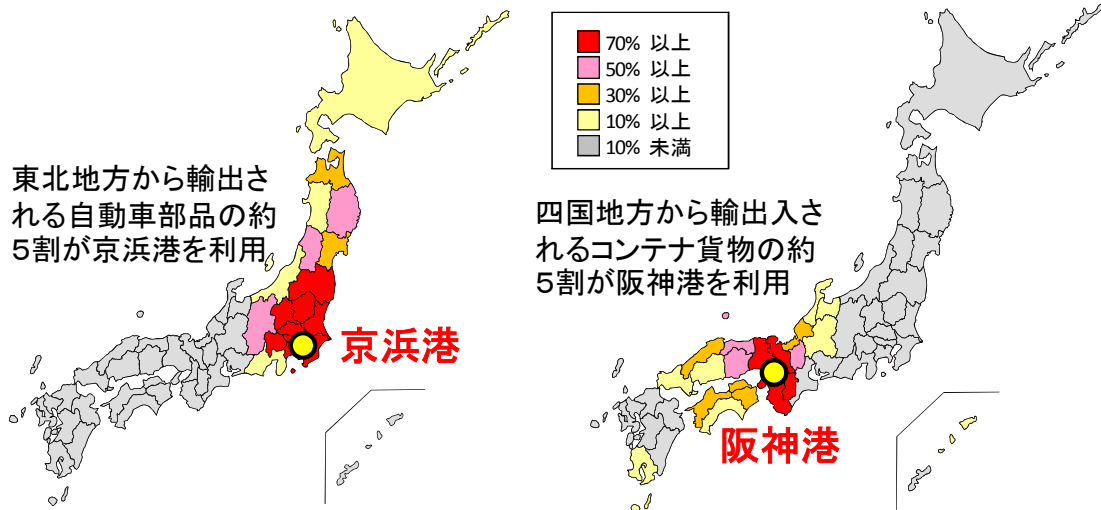 東北地方から輸出さ
れる自動車部品の約
５割が京浜港を利用
京浜港
70% 以上
50% 以上
30% 以上
10% 以上
10% 未満
四国地方から輸出入さ
れるコンテナ貨物の約
５割が阪神港を利用
阪神港